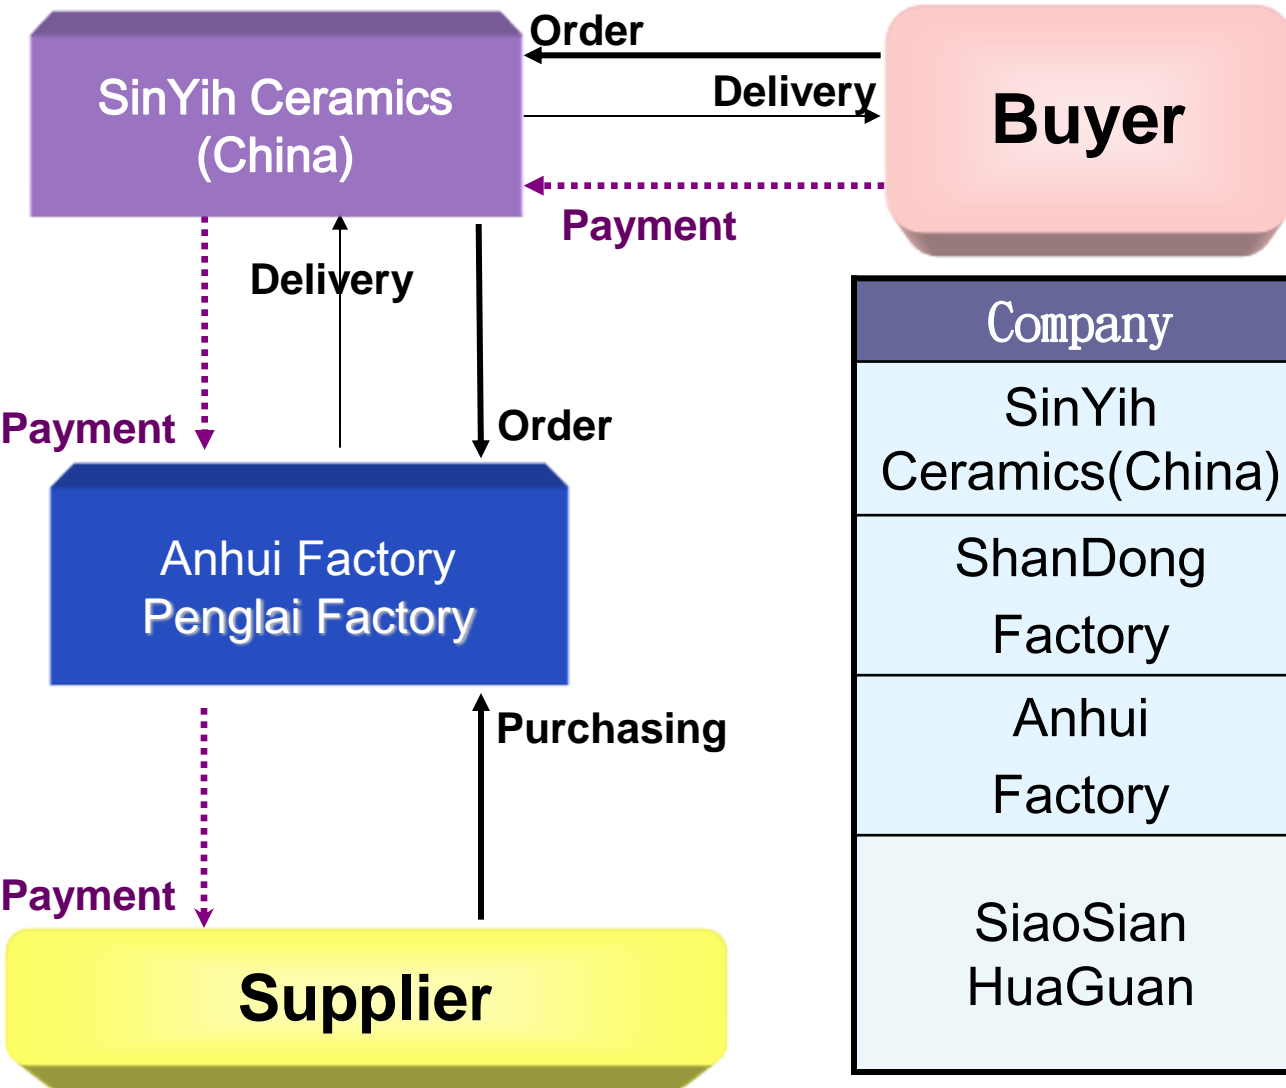 Order
SinYih Ceramics
(China)
Delivery
Buyer
Payment
Delivery
Payment
Order
Anhui Factory
Penglai Factory
Purchasing
Payment
Supplier
Company
SinYih
Ceramics(China)
ShanDong
Factory
Anhui
Factory
SiaoSian
HuaGuan